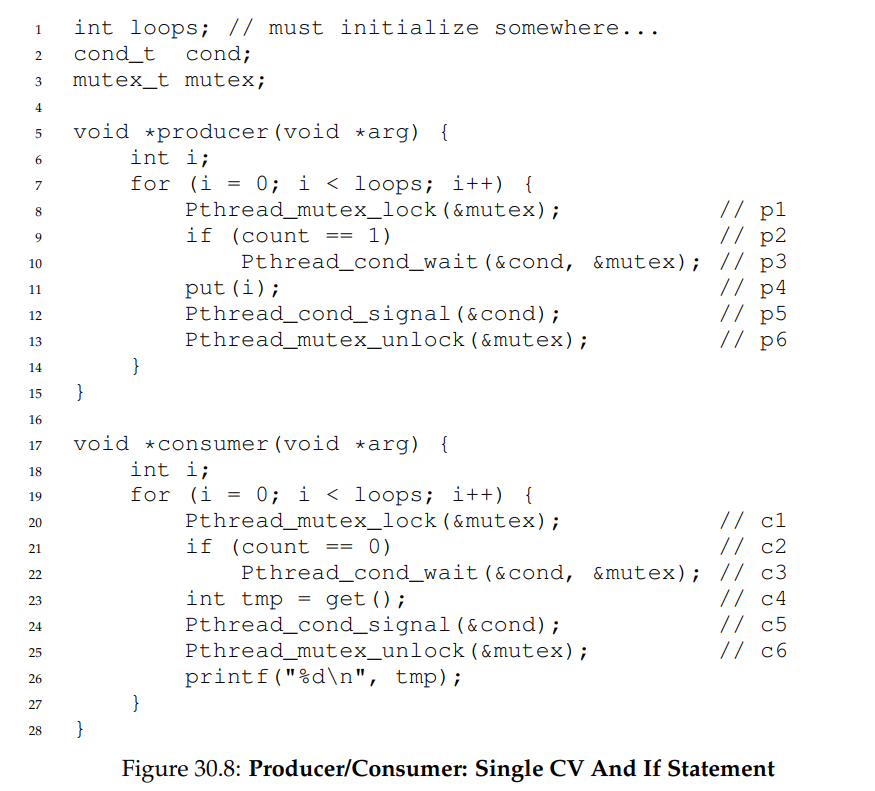 1 int loops; // must initialize somewhere...
2 cond_t  cond;
3 mutex_t mutex;
4
5 void *producer(void *arg) {
6     int i;
7     for (i = 0; i < loops; i++) {
8         Pthread_mutex_lock(&mutex);           // p1
9         if (count == 1)                       // p2
10             Pthread_cond_wait(&cond, &mutex); // p3
11         put(i);                               // p4
12         Pthread_cond_signal(&cond);           // p5
13         Pthread_mutex_unlock(&mutex);         // p6
14     }
15 }
16
17 void *consumer(void *arg) {
18     int i;
19     for (i = 0; i < loops; i++) {
20         Pthread_mutex_lock(&mutex);           // c1
21         if (count == 0)                       // c2
22             Pthread_cond_wait(&cond, &mutex); // c3
23         int tmp = get();                      // c4
24         Pthread_cond_signal(&cond);           // c5
25         Pthread_mutex_unlock(&mutex);         // c6
26         printf("%d\n", tmp);
27     }
28 }
Figure 30.8: Producer/Consumer: Single CV And If Statement